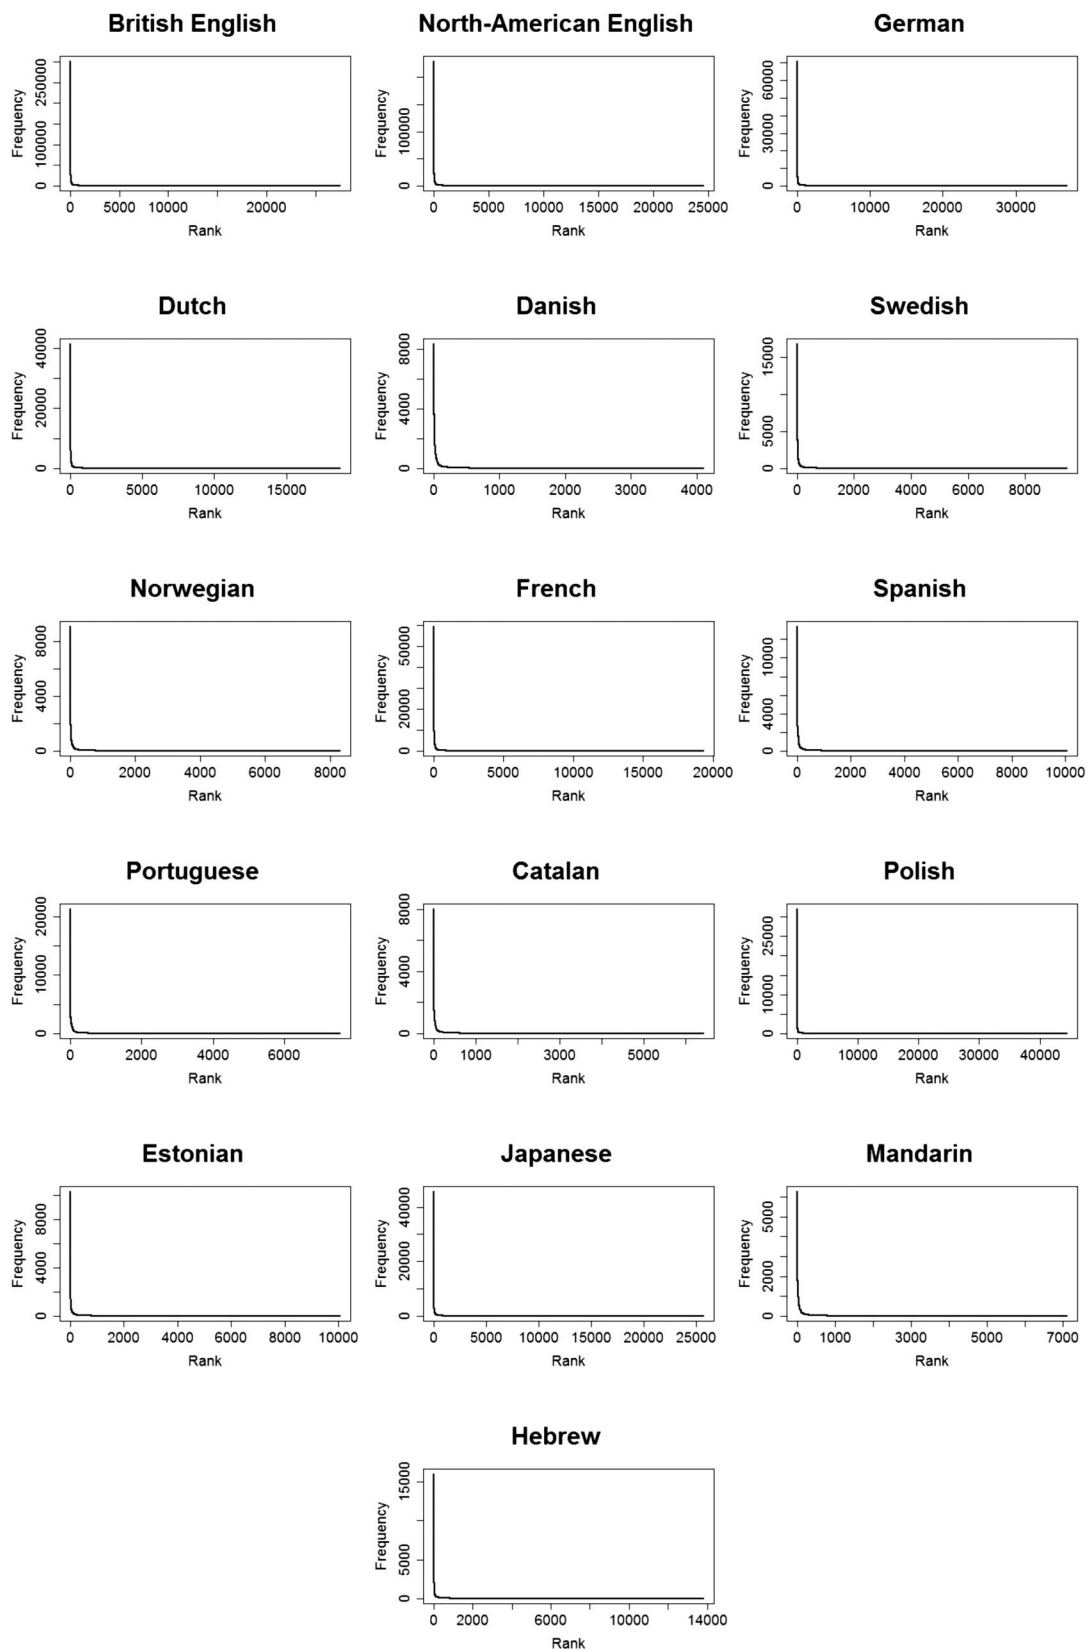 British English
Frequency
0 100000 250000
0 5000 10000 20000
Rank
North-American English
Frequency
0 100000
0 5000 10000 15000 20000 25000
Rank
German
Frequency
0 30000 60000
0 10000 20000 30000
Rank
Dutch
Frequency
0 20000 40000
0 5000 10000 15000
Rank
Danish
Frequency
0 4000 8000
0 1000 2000 3000 4000
Rank
Swedish
Frequency
0 5000 15000
0 2000 4000 6000 8000
Rank
Norwegian
Frequency
0 4000 8000
0 2000 4000 6000 8000
Rank
French
Frequency
0 20000 50000
0 5000 10000 15000 20000
Rank
Spanish
Frequency
0 4000 10000
0 2000 4000 6000 8000 10000
Rank
Portuguese
Frequency
0 10000 20000
0 2000 4000 6000
Rank
Catalan
Frequency
0 4000 8000
0 1000 3000 5000
Rank
Polish
Frequency
0 10000 25000
0 10000 20000 30000 40000
Rank
Estonian
Frequency
0 4000 8000
0 2000 4000 6000 8000 10000
Rank
Japanese
Frequency
0 20000 40000
0 5000 10000 15000 20000 25000
Rank
Mandarin
Frequency
0 2000 5000
0 1000 3000 5000 7000
Rank
Hebrew
Frequency
0 5000 15000
0 2000 6000 10000 14000
Rank